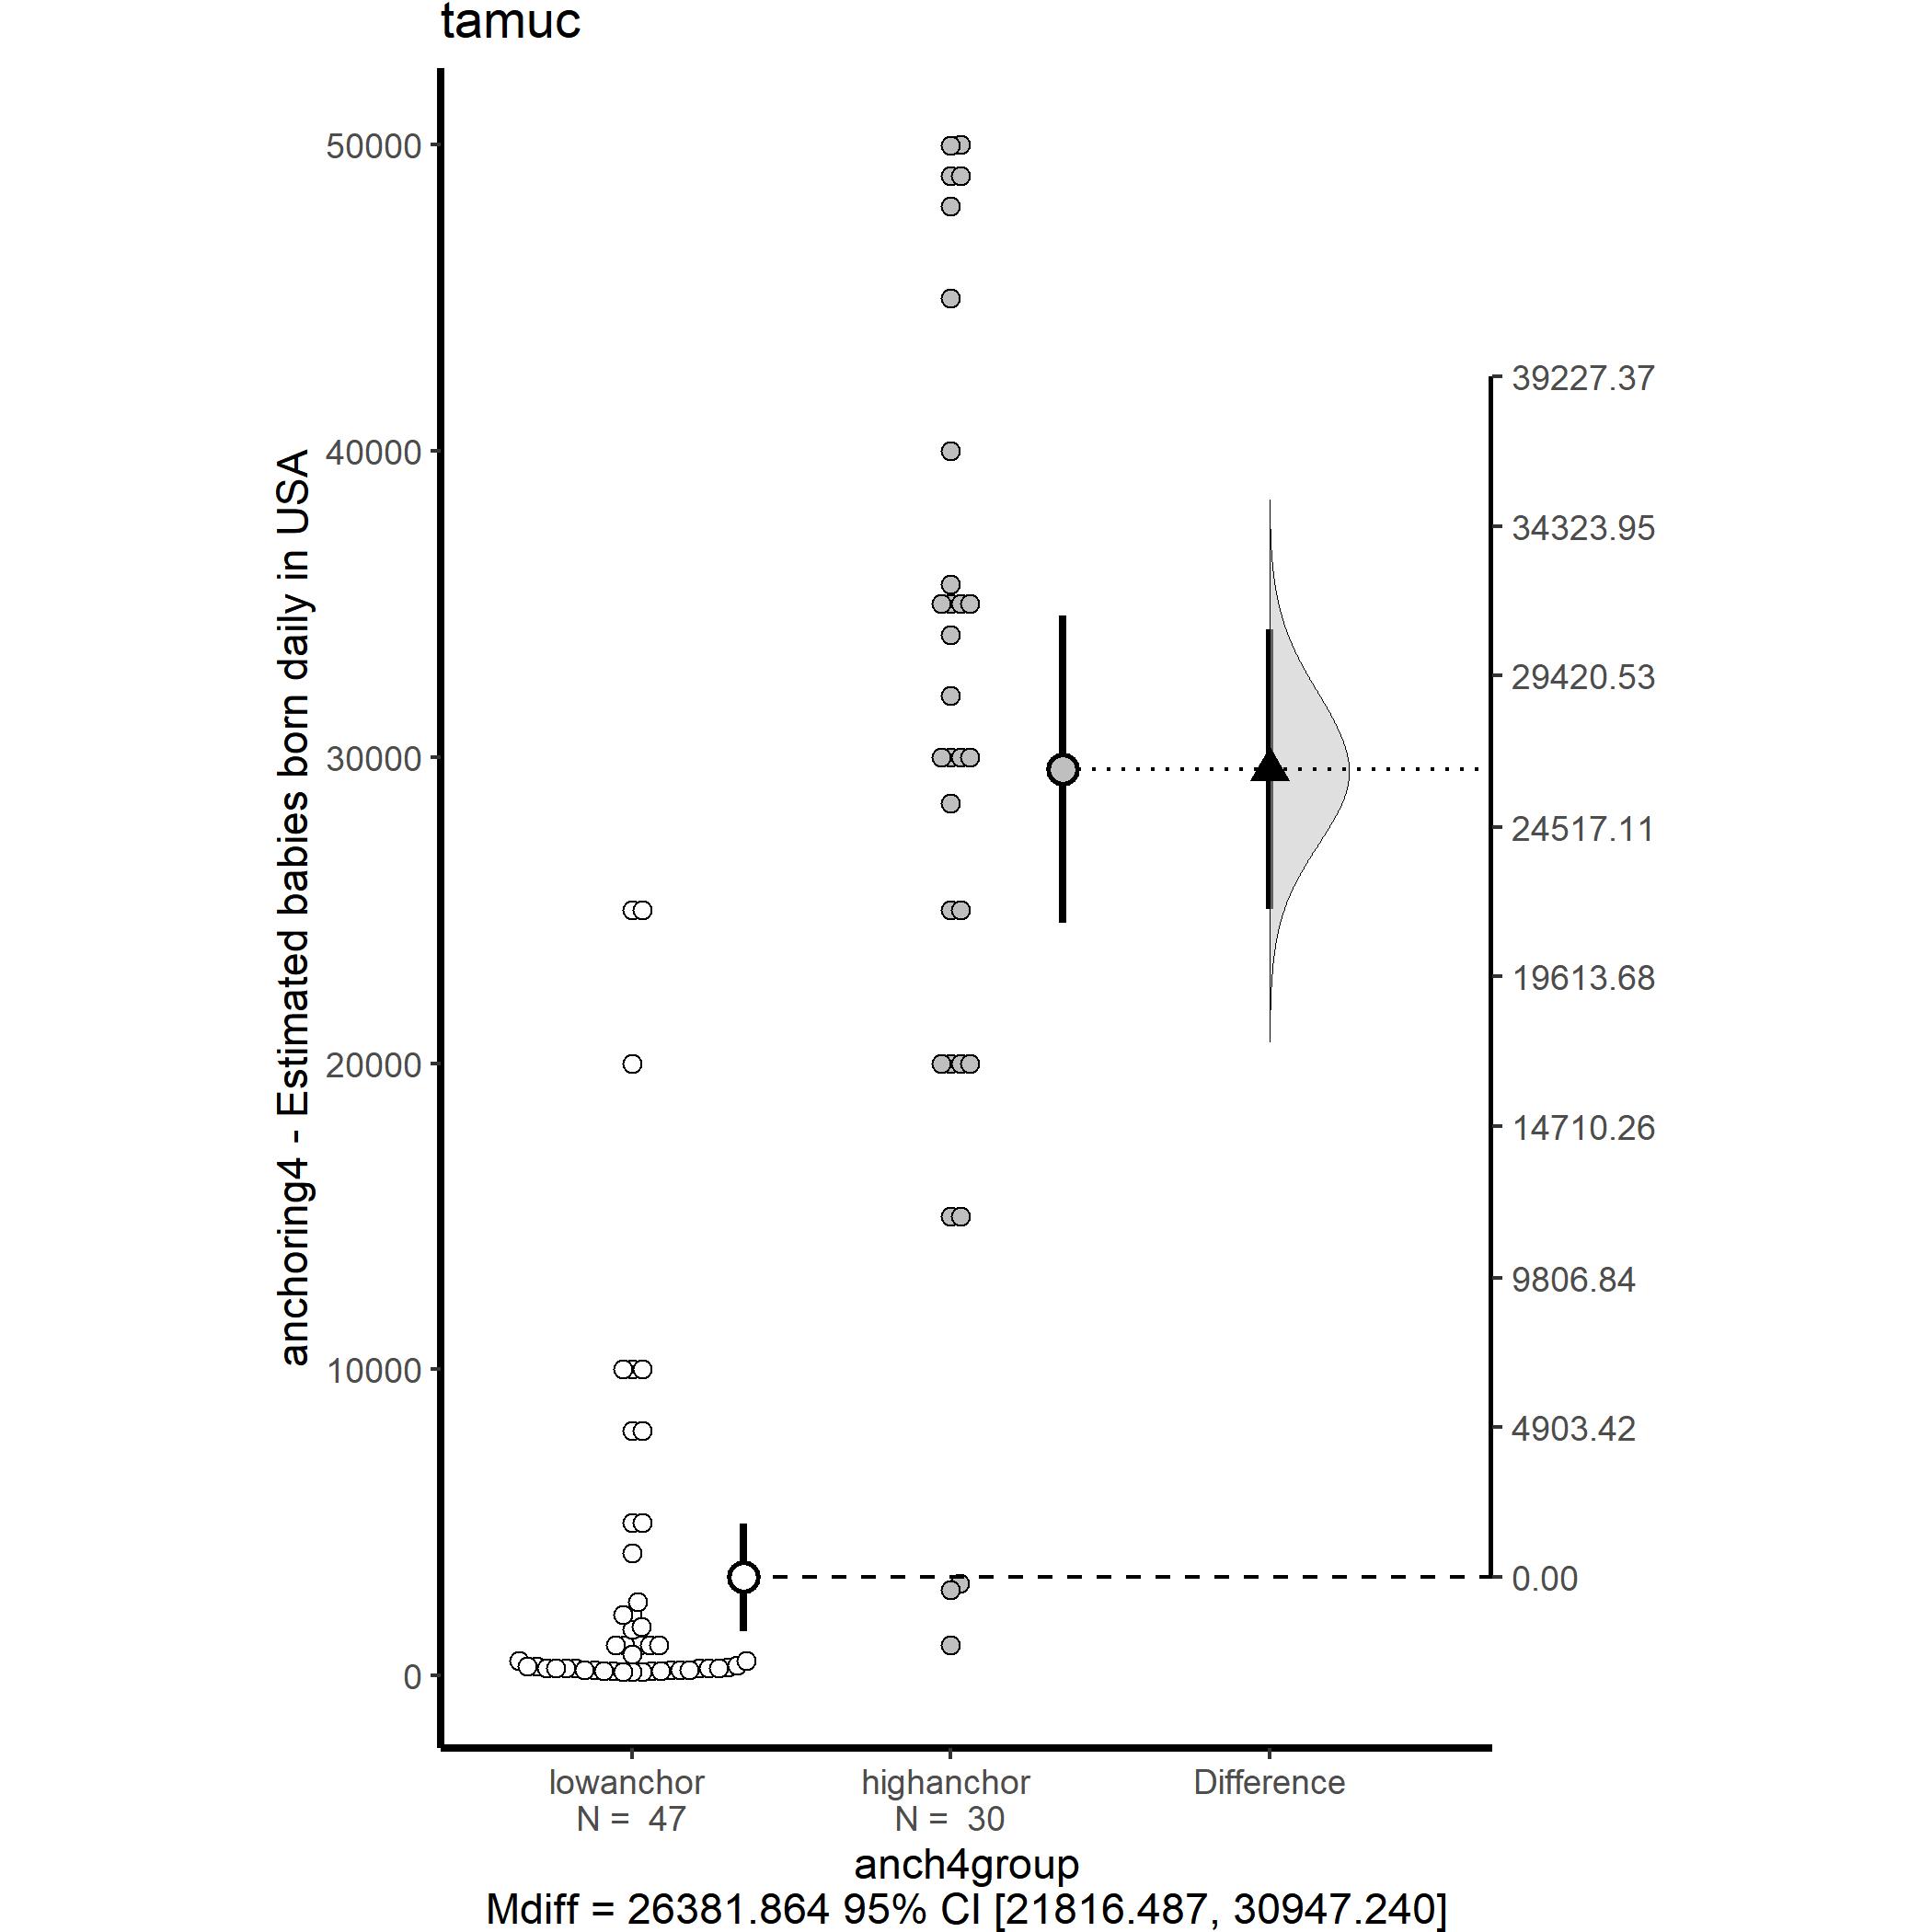 tamuc
anchoring4 - Estimated babies born daily in USA
50000
40000
30000
20000
10000
0
39227.37
34323.95
29420.53
24517.11
19613.68
14710.26
9806.84
4903.42
0.00
lowanchor
N =  47
highanchor
N =  30
Difference
anch4group
Mdiff = 26381.864 95% CI [21816.487, 30947.240]